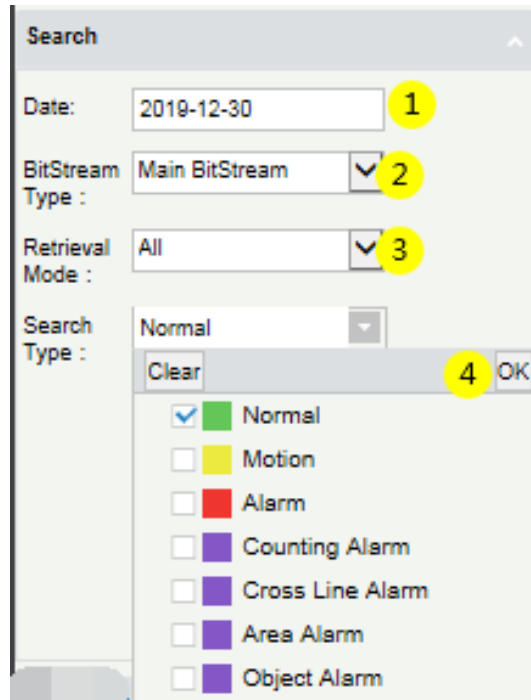 Search
Date: 2019-12-30 1
BitStream Type : Main BitStream 2
Retrieval Mode : All 3
Search Type : Normal
Clear 4 OK
Normal
Motion
Alarm
Counting Alarm
Cross Line Alarm
Area Alarm
Object Alarm